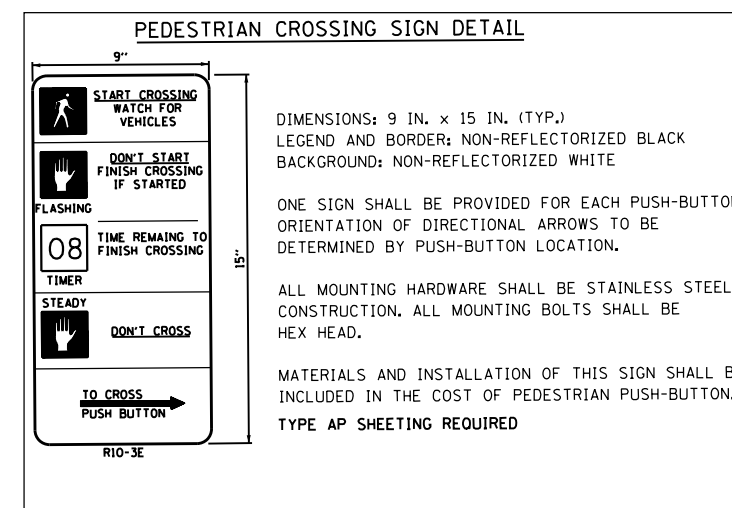 PEDESTRIAN CROSSING SIGN DETAIL
9"
START CROSSING
WATCH FOR
VEHICLES
DON'T START
FINISH CROSSING
IF STARTED
FLASHING
08
TIME REMAING TO
FINISH CROSSING
TIMER
STEADY
DON'T CROSS
TO CROSS
PUSH BUTTON
R10-3E
15"
DIMENSIONS: 9 IN. x 15 IN. (TYP.)
LEGEND AND BORDER: NON-REFLECTORIZED BLACK
BACKGROUND: NON-REFLECTORIZED WHITE
ONE SIGN SHALL BE PROVIDED FOR EACH PUSH-BUTTON
ORIENTATION OF DIRECTIONAL ARROWS TO BE
DETERMINED BY PUSH-BUTTON LOCATION.
ALL MOUNTING HARDWARE SHALL BE STAINLESS STEEL
CONSTRUCTION. ALL MOUNTING BOLTS SHALL BE
HEX HEAD.
MATERIALS AND INSTALLATION OF THIS SIGN SHALL B
INCLUDED IN THE COST OF PEDESTRIAN PUSH-BUTTON.
TYPE AP SHEETING REQUIRED